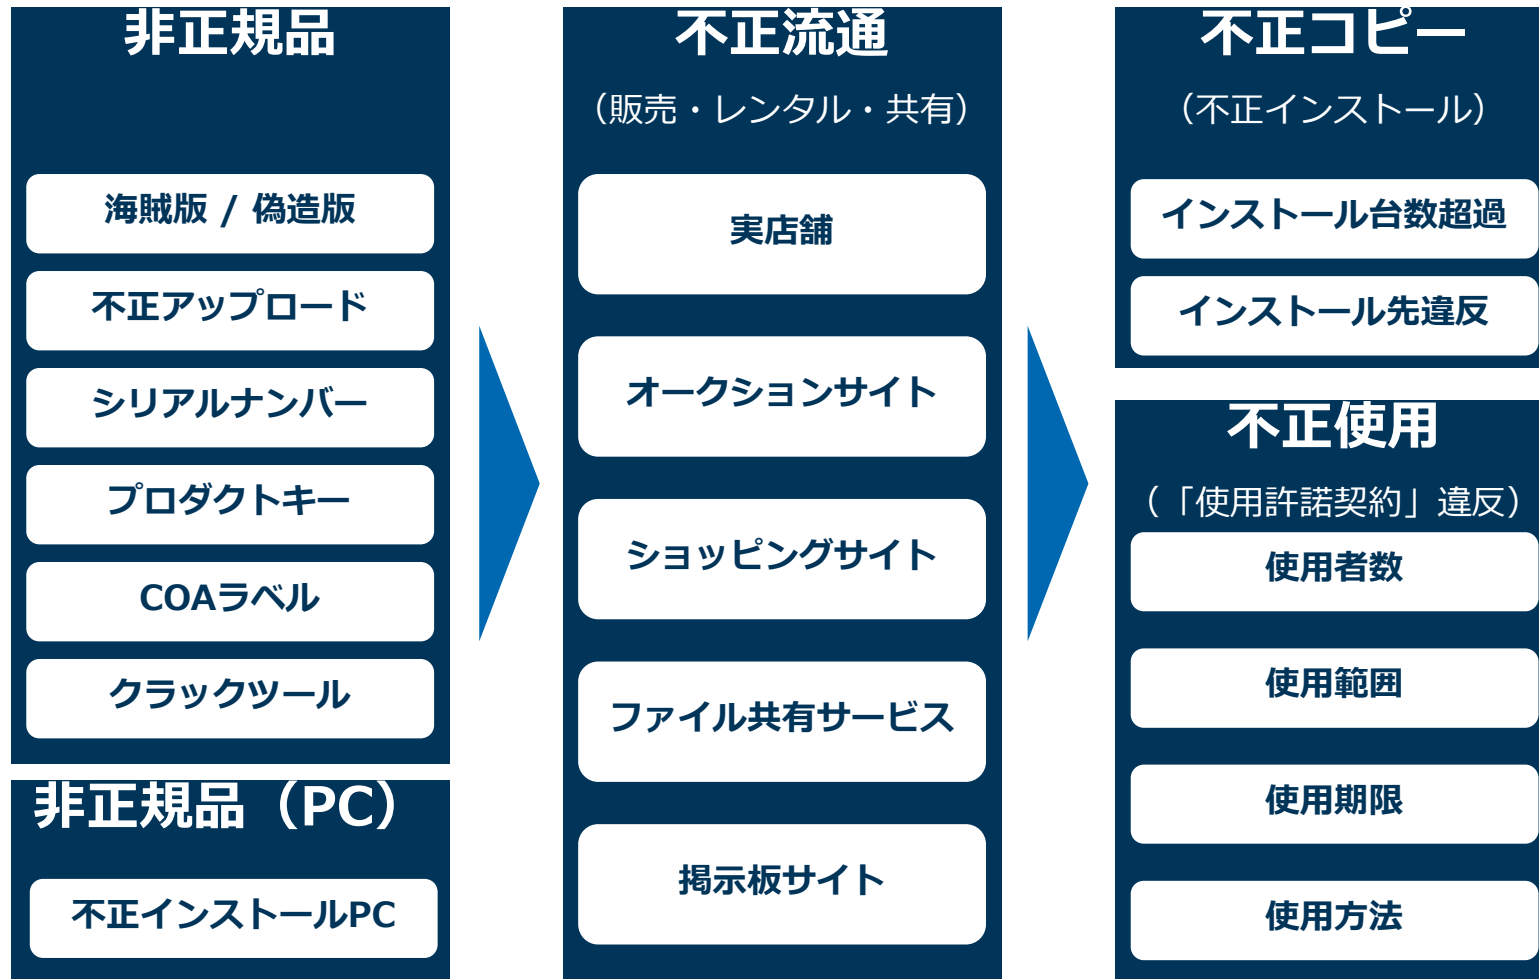 非正規品
海賊版 / 偽造版
不正アップロード
シリアルナンバー
プロダクトキー
COAラベル
クラックツール
非正規品（PC）
不正インストールPC
不正流通
（販売・レンタル・共有）
実店舗
オークションサイト
ショッピングサイト
ファイル共有サービス
掲示板サイト
不正コピー
（不正インストール）
インストール台数超過
インストール先違反
不正使用
（「使用許諾契約」違反）
使用者数
使用範囲
使用期限
使用方法